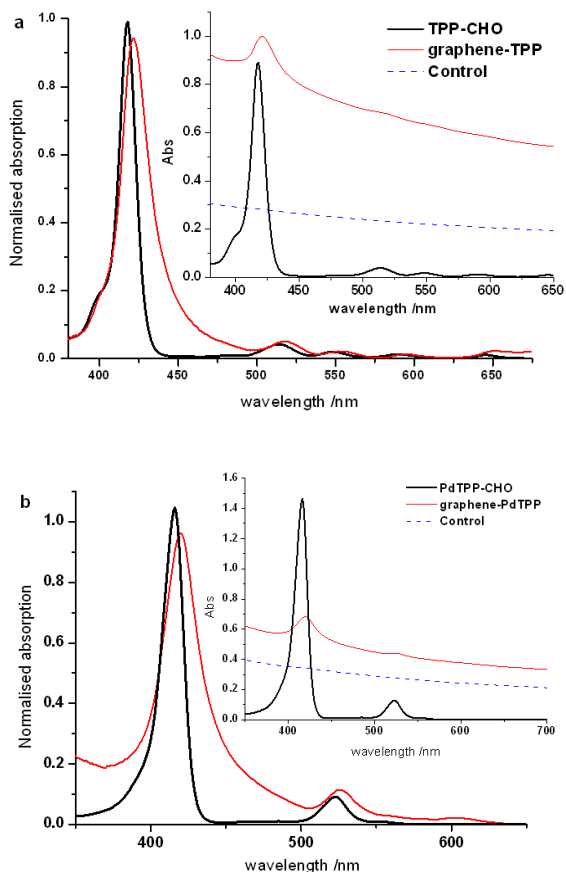 a
TPP-CHO
graphene-TPP
Control
Normalised absorption
1.0
0.8
0.6
0.4
0.2
0.0
400 450 500 550 600 650
wavelength /nm
Abs
1.2
1.0
0.8
0.6
0.4
0.2
0.0
400 450 500 550 600 650
wavelength /nm
b
PdTPP-CHO
graphene-PdTPP
Control
Normalised absorption
1.0
0.8
0.6
0.4
0.2
0.0
400 500 600
wavelength /nm
Abs
1.6
1.4
1.2
1.0
0.8
0.6
0.4
0.2
0.0
400 500 600 700
wavelength /nm